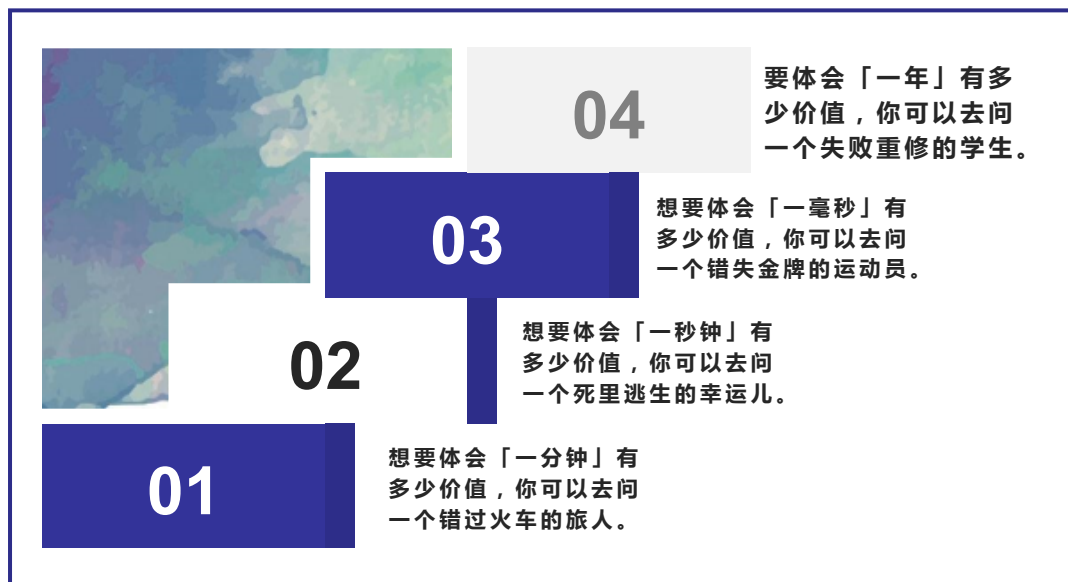 04
要体会「一年」有多
少价值，你可以去问
一个失败重修的学生。
03
想要体会「一毫秒」有
多少价值，你可以去问
一个错失金牌的运动员。
02
想要体会「一秒钟」有
多少价值，你可以去问
一个死里逃生的幸运儿。
01
想要体会「一分钟」有
多少价值，你可以去问
一个错过火车的旅人。